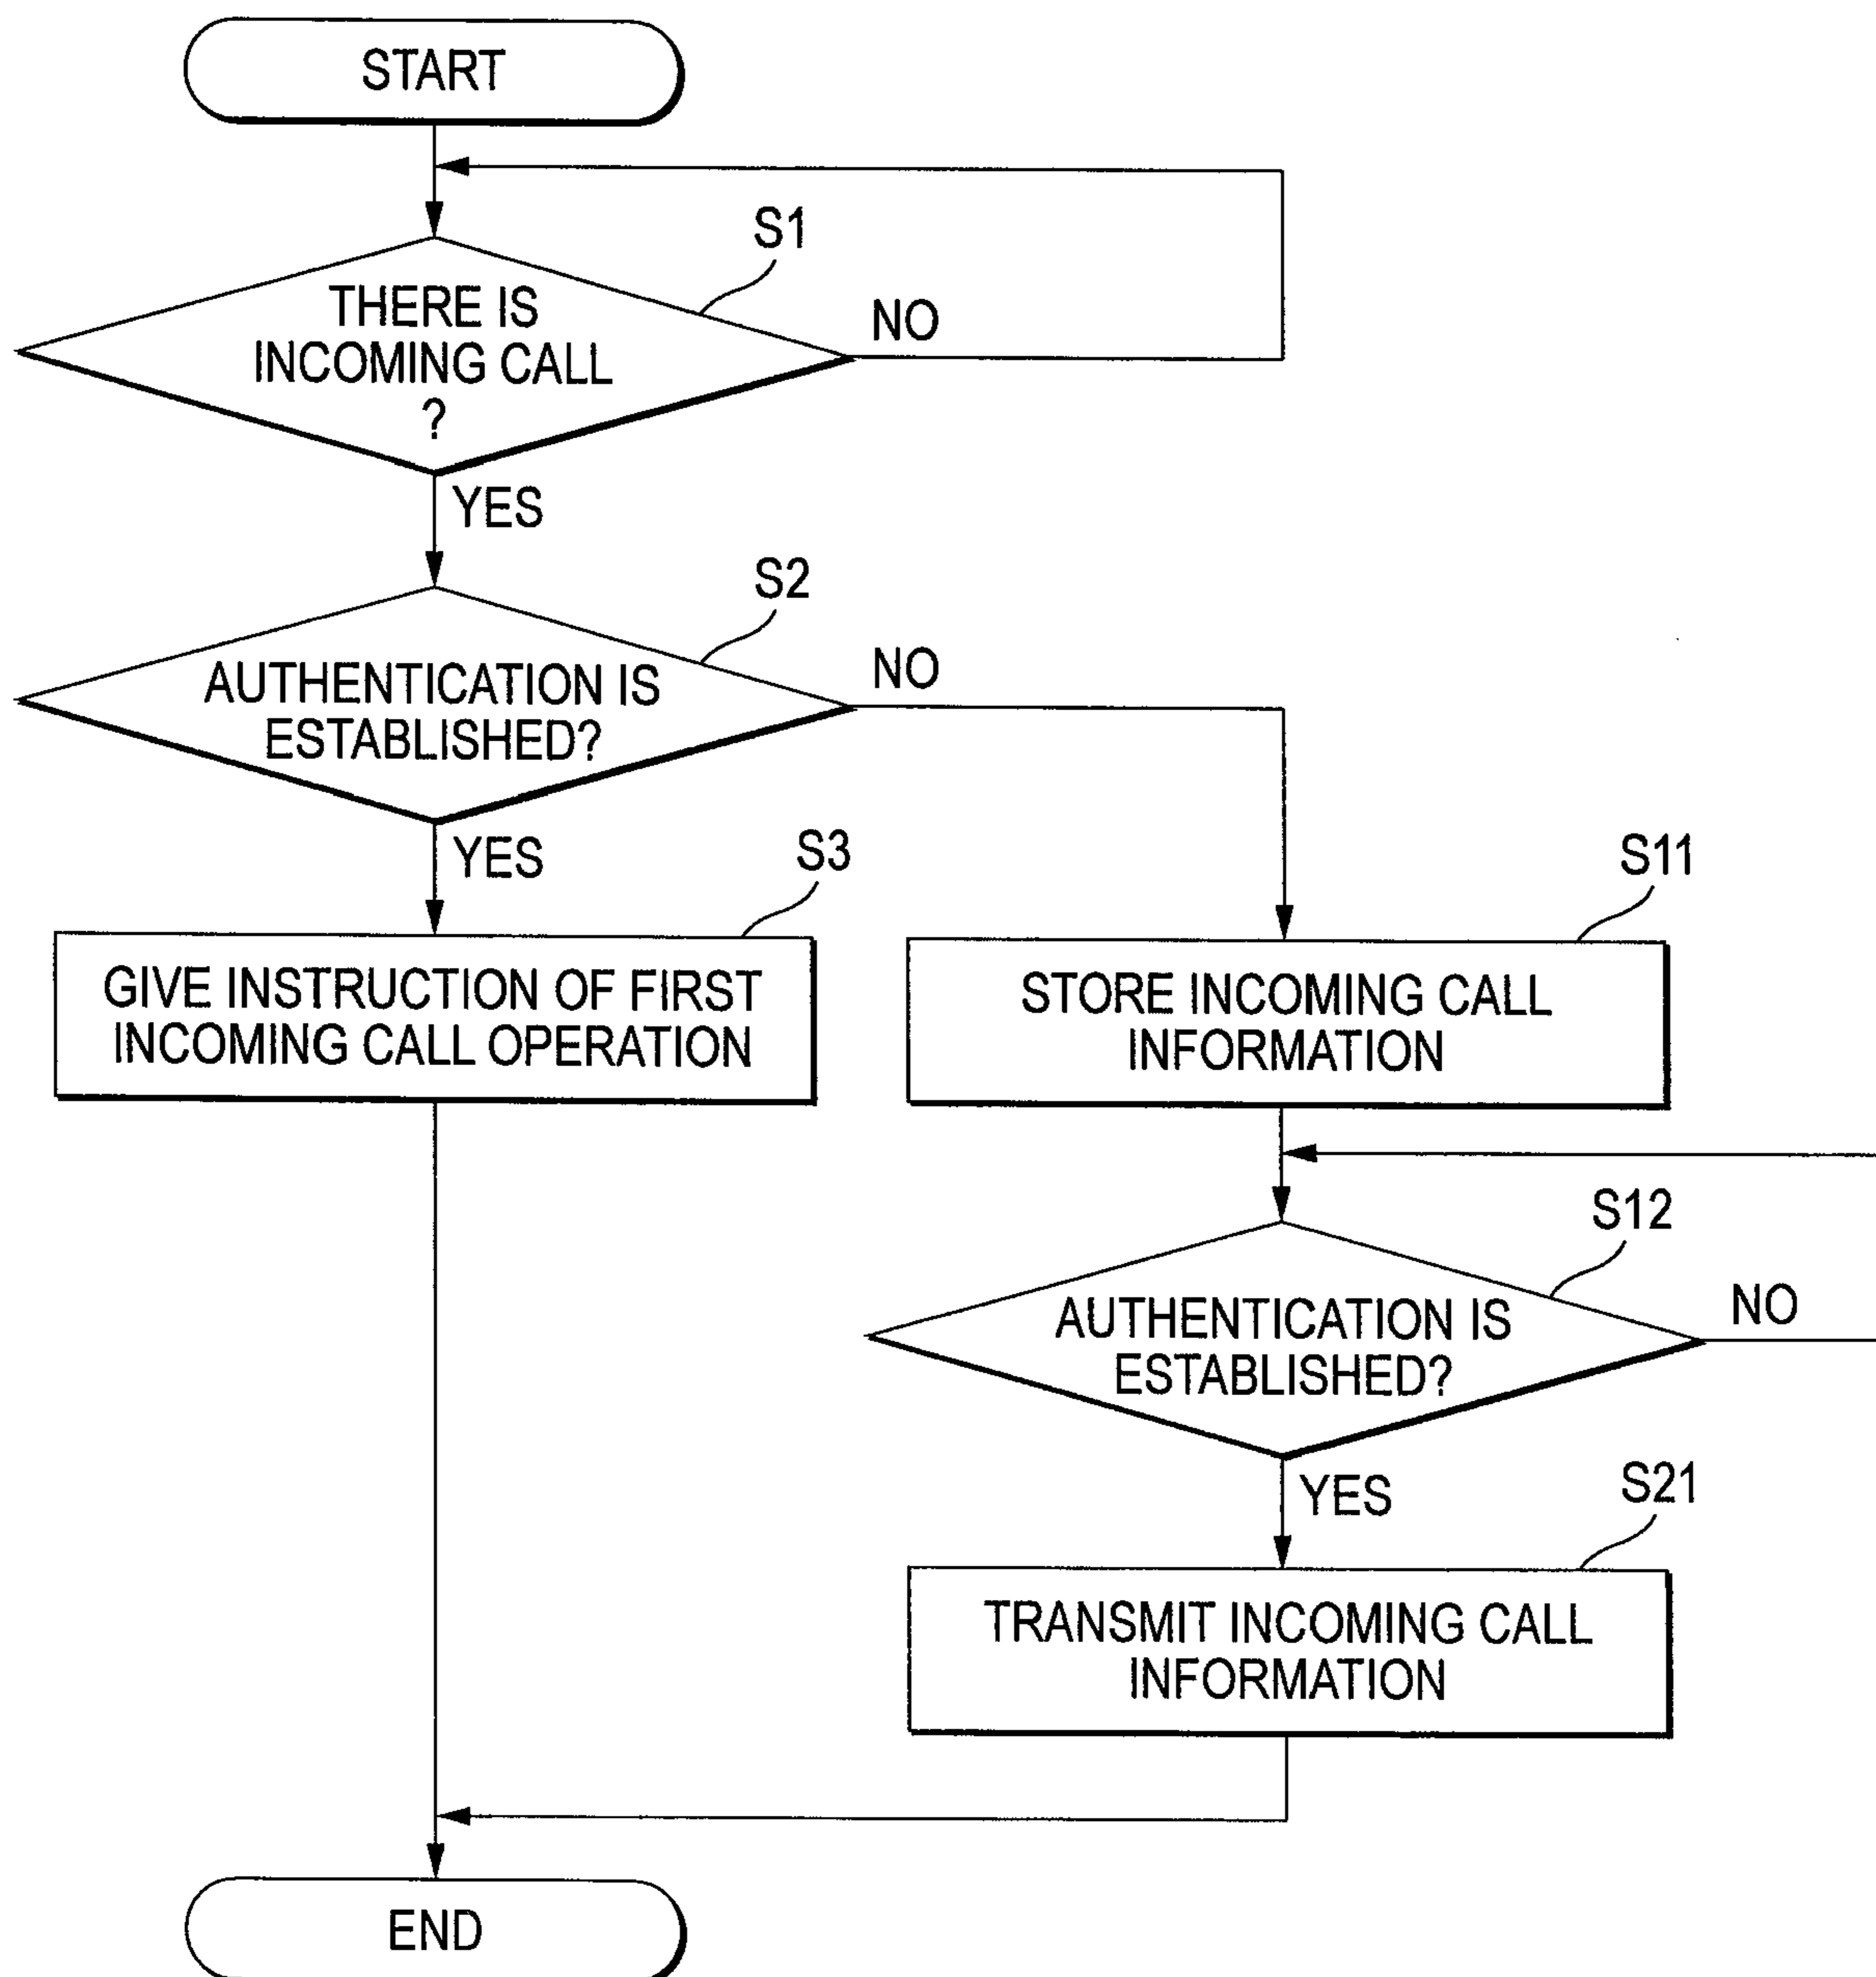 START
S1
THERE IS
INCOMING CALL
?
NO
YES
S2
AUTHENTICATION IS
ESTABLISHED?
NO
YES
S3
GIVE INSTRUCTION OF FIRST
INCOMING CALL OPERATION
S11
STORE INCOMING CALL
INFORMATION
S12
AUTHENTICATION IS
ESTABLISHED?
NO
YES
S21
TRANSMIT INCOMING CALL
INFORMATION
END